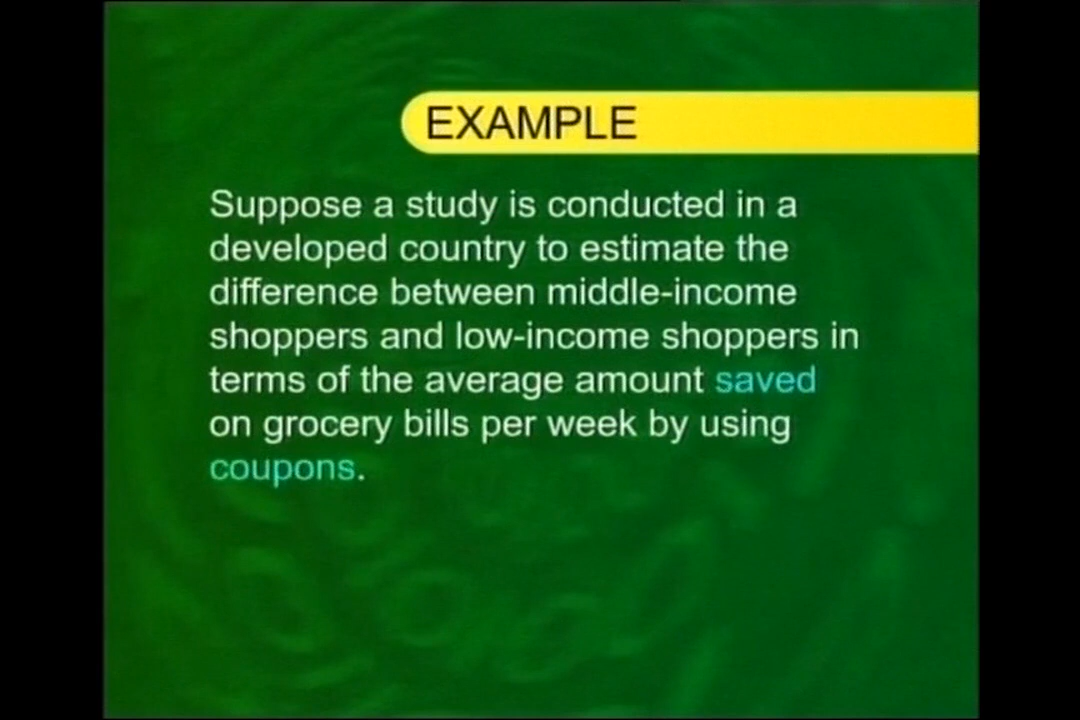 EXAMPLE
Suppose a study is conducted in a
developed country to estimate the
difference between middle-income
shoppers and low-income shoppers in
terms of the average amount saved
on grocery bills per week by using
coupons.